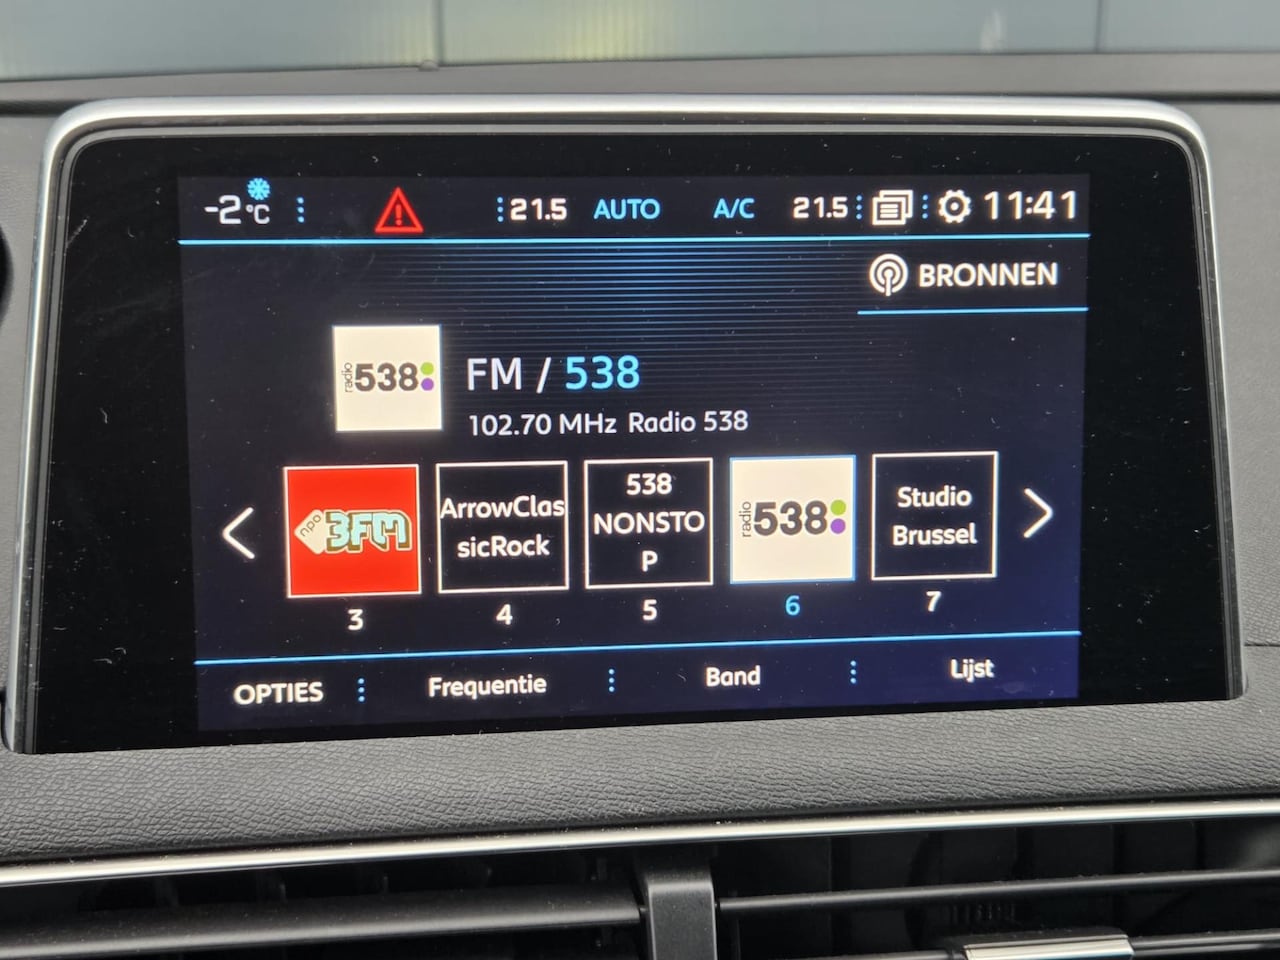 -2 °C
21.5 AUTO A/C 21.5 11:41
BRONNEN
radio 538
FM / 538
102.70 MHz Radio 538
npo 3FM
ArrowClas
sicRock
538
NONSTO
P
radio 538
Studio
Brussel
3 4 5 6 7
OPTIES Frequentie Band Lijst